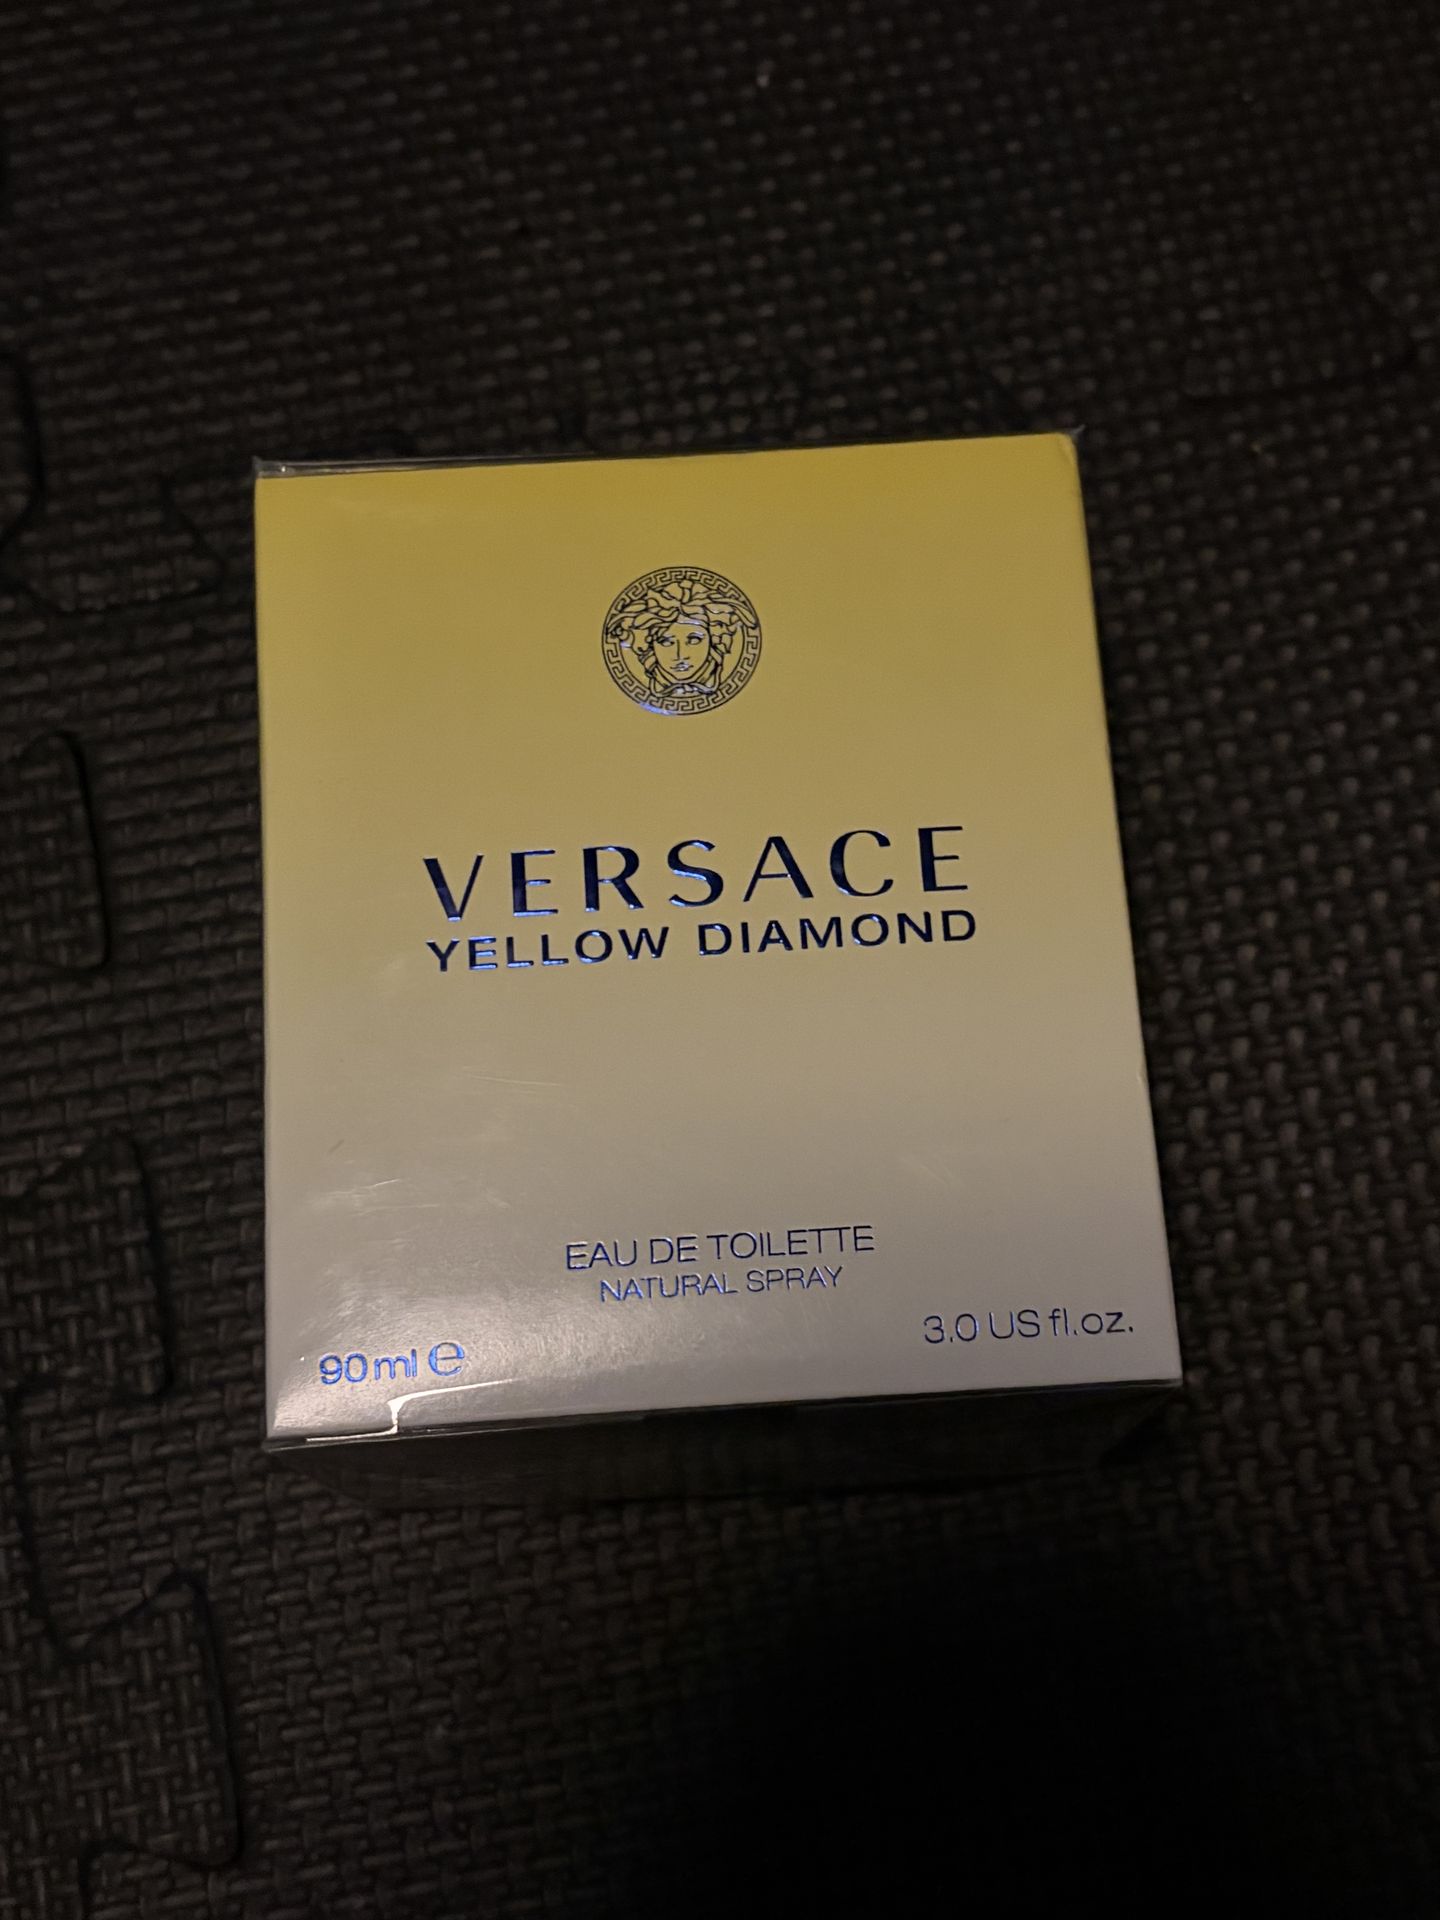 VERSACE
YELLOW DIAMOND
EAU DE TOILETTE
NATURAL SPRAY
90ml e
3.0 US fl.oz.